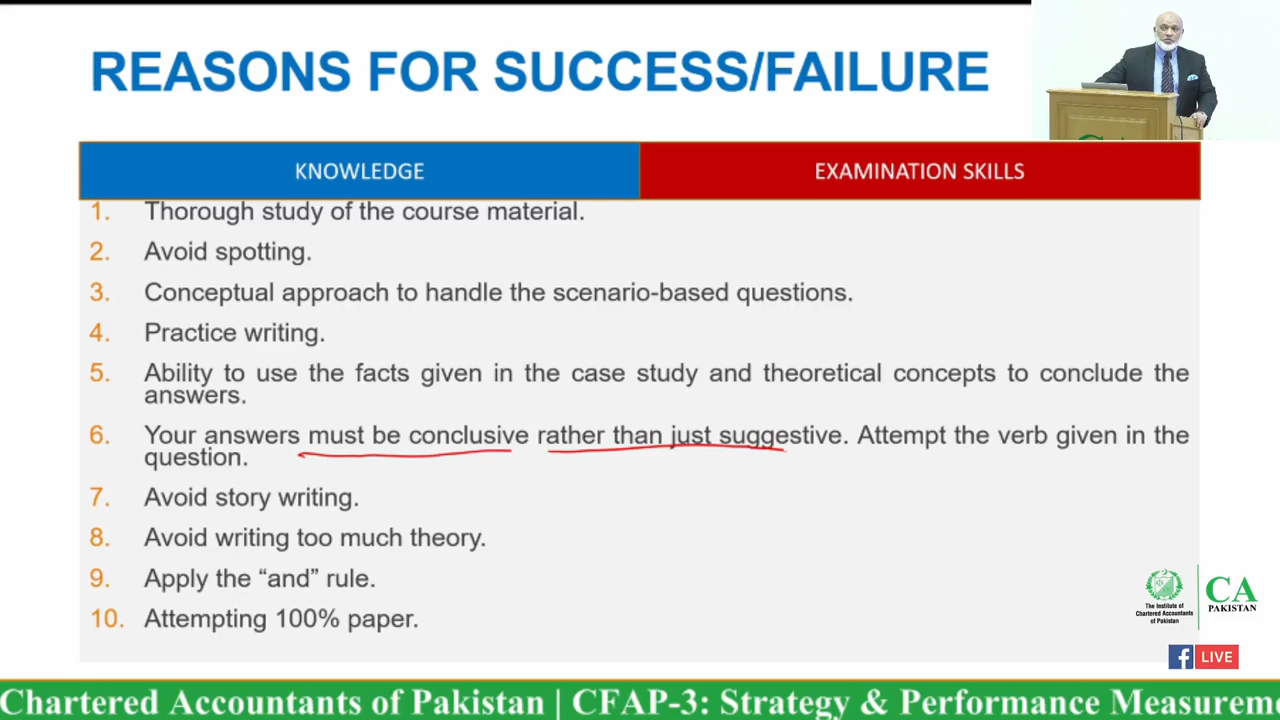 REASONS FOR SUCCESS/FAILURE
KNOWLEDGE
EXAMINATION SKILLS
1. Thorough study of the course material.
2. Avoid spotting.
3. Conceptual approach to handle the scenario-based questions.
4. Practice writing.
5. Ability to use the facts given in the case study and theoretical concepts to conclude the
answers.
6. Your answers must be conclusive rather than just suggestive. Attempt the verb given in the
question.
7. Avoid story writing.
8. Avoid writing too much theory.
9. Apply the “and” rule.
10. Attempting 100% paper.
The Institute of
Chartered Accountants
of Pakistan
CA
PAKISTAN
f LIVE
Chartered Accountants of Pakistan | CFAP-3: Strategy & Performance Measureme